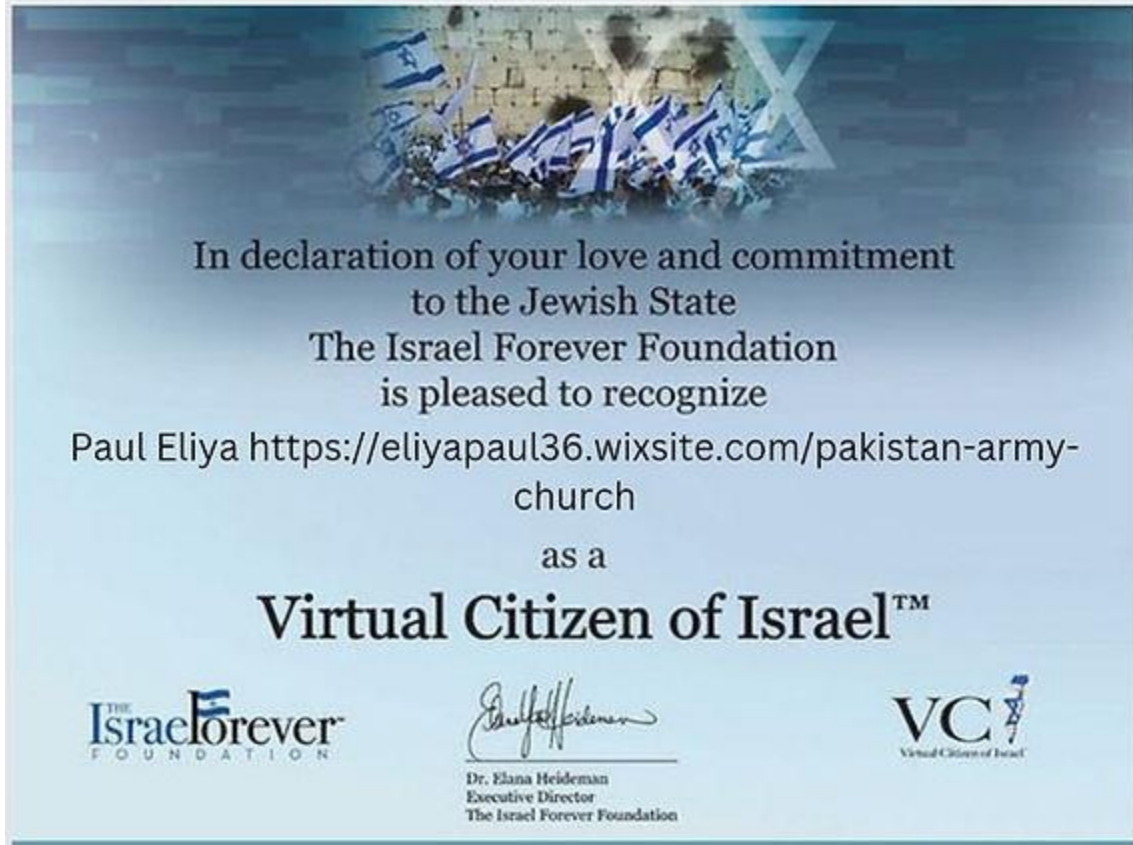 In declaration of your love and commitment
to the Jewish State
The Israel Forever Foundation
is pleased to recognize
Paul Eliya https://eliyapaul36.wixsite.com/pakistan-army-
church
as a
Virtual Citizen of Israel™
THE
IsraelForever
FOUNDATION
Dr. Elana Heideman
Executive Director
The Israel Forever Foundation
VCI
Virtual Citizen of Israel